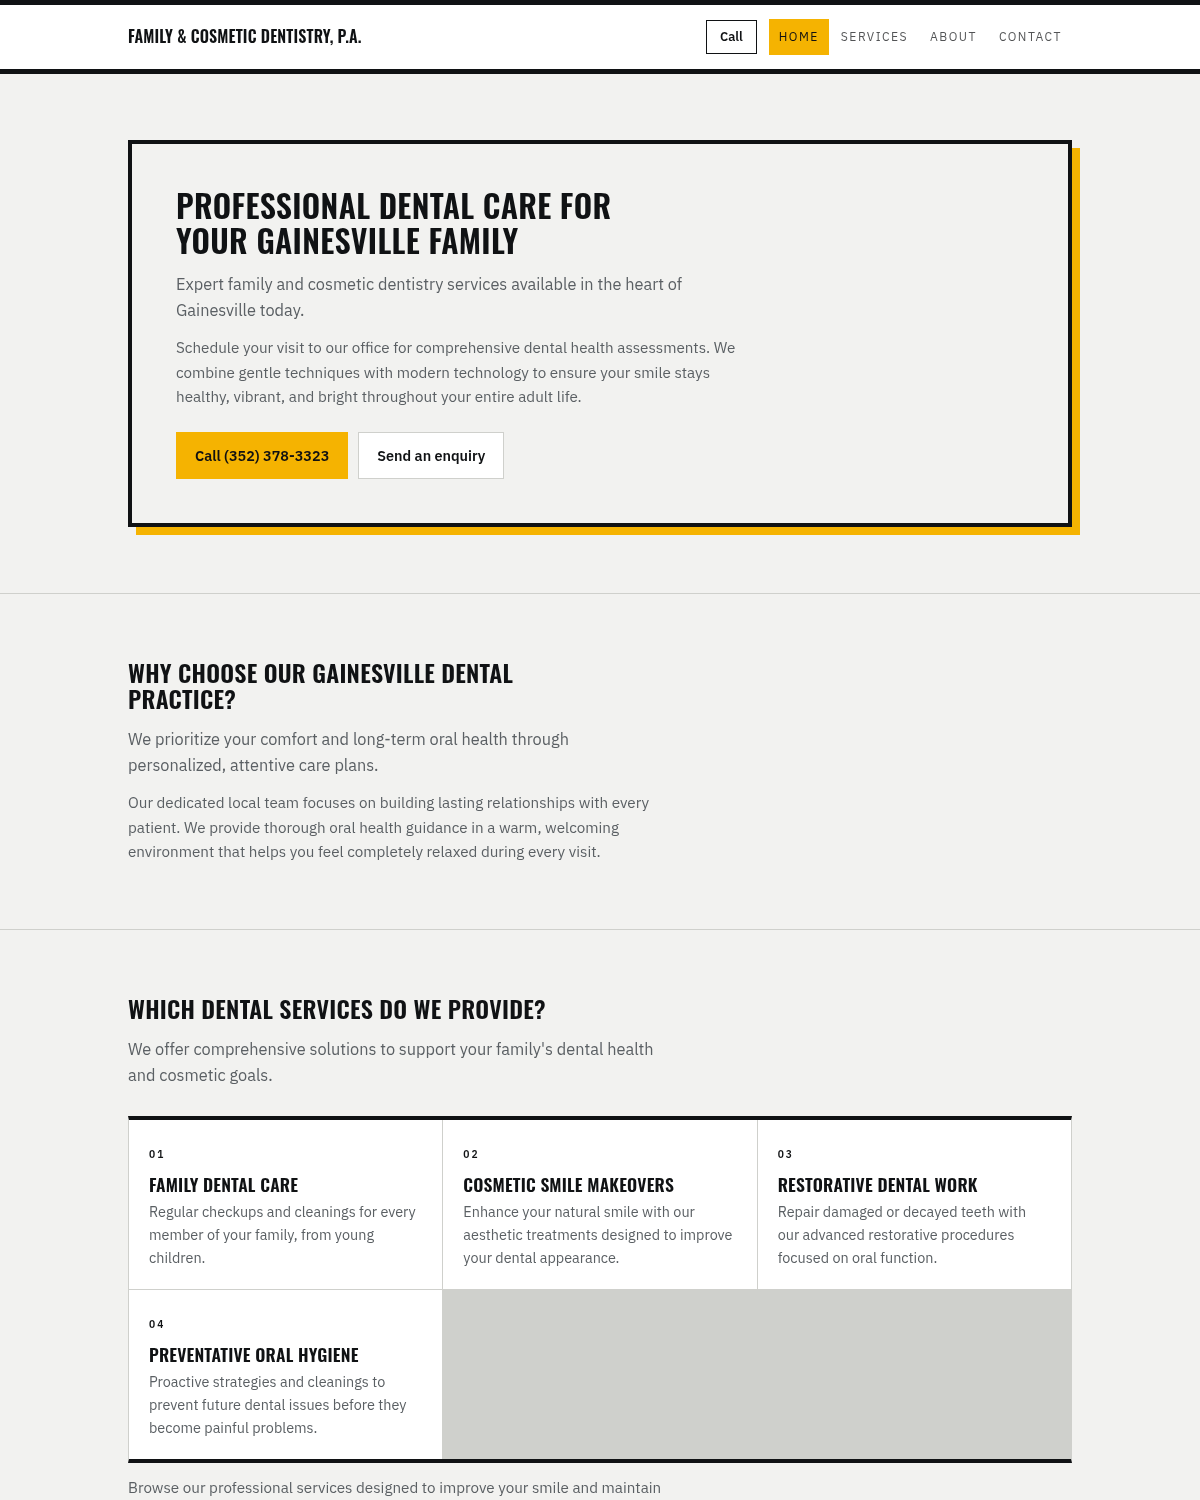 FAMILY & COSMETIC DENTISTRY, P.A.
Call HOME SERVICES ABOUT CONTACT
PROFESSIONAL DENTAL CARE FOR
YOUR GAINESVILLE FAMILY
Expert family and cosmetic dentistry services available in the heart of
Gainesville today.
Schedule your visit to our office for comprehensive dental health assessments. We
combine gentle techniques with modern technology to ensure your smile stays
healthy, vibrant, and bright throughout your entire adult life.
Call (352) 378-3323
Send an enquiry
WHY CHOOSE OUR GAINESVILLE DENTAL
PRACTICE?
We prioritize your comfort and long-term oral health through
personalized, attentive care plans.
Our dedicated local team focuses on building lasting relationships with every
patient. We provide thorough oral health guidance in a warm, welcoming
environment that helps you feel completely relaxed during every visit.
WHICH DENTAL SERVICES DO WE PROVIDE?
We offer comprehensive solutions to support your family's dental health
and cosmetic goals.
01
FAMILY DENTAL CARE
Regular checkups and cleanings for every
member of your family, from young
children.
02
COSMETIC SMILE MAKEOVERS
Enhance your natural smile with our
aesthetic treatments designed to improve
your dental appearance.
03
RESTORATIVE DENTAL WORK
Repair damaged or decayed teeth with
our advanced restorative procedures
focused on oral function.
04
PREVENTATIVE ORAL HYGIENE
Proactive strategies and cleanings to
prevent future dental issues before they
become painful problems.
Browse our professional services designed to improve your smile and maintain